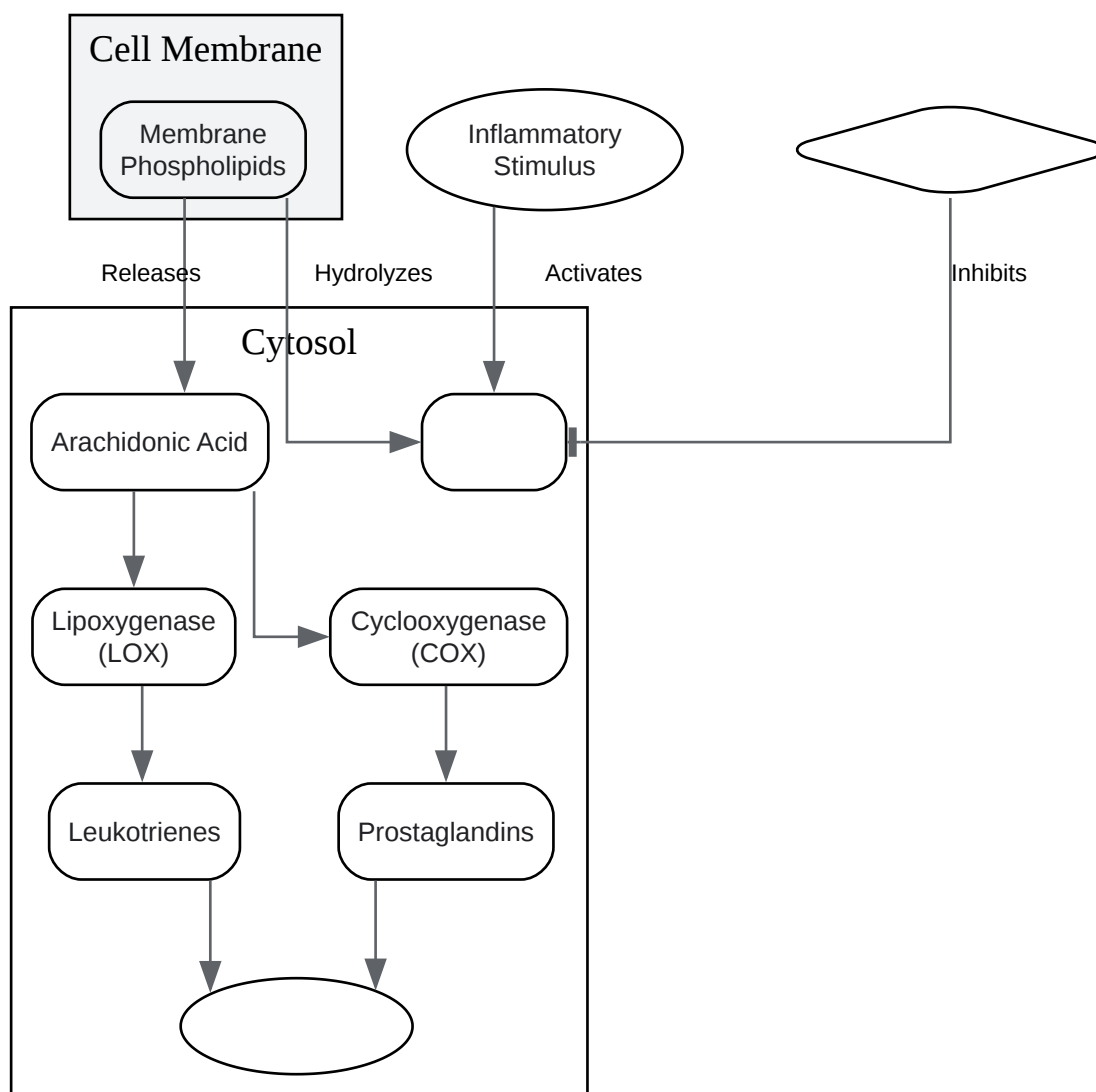 Cell Membrane
Membrane
Phospholipids
Inflammatory
Stimulus
Releases
Hydrolyzes
Activates
Inhibits
Cytosol
Arachidonic Acid
Lipoxygenase
(LOX)
Cyclooxygenase
(COX)
Leukotrienes
Prostaglandins